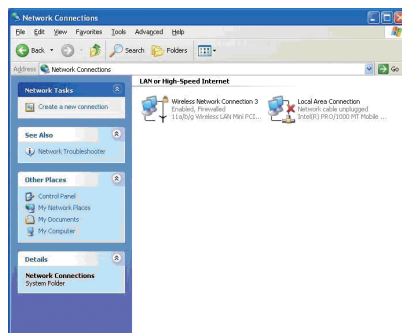 Network Connections
File Edit View Favorites Tools Advanced Help
Back Search Folders
Address Network Connections Go
LAN or High-Speed Internet
Network Tasks
Create a new connection
See Also
Network Troubleshooter
Other Places
Control Panel
My Network Places
My Documents
My Computer
Details
Network Connections
System Folder
Wireless Network Connection 3
Enabled, Firewalled
11a/b/g Wireless LAN Mini PCI...
Local Area Connection
Network cable unplugged
Intel(R) PRO/1000 MT Mobile ...